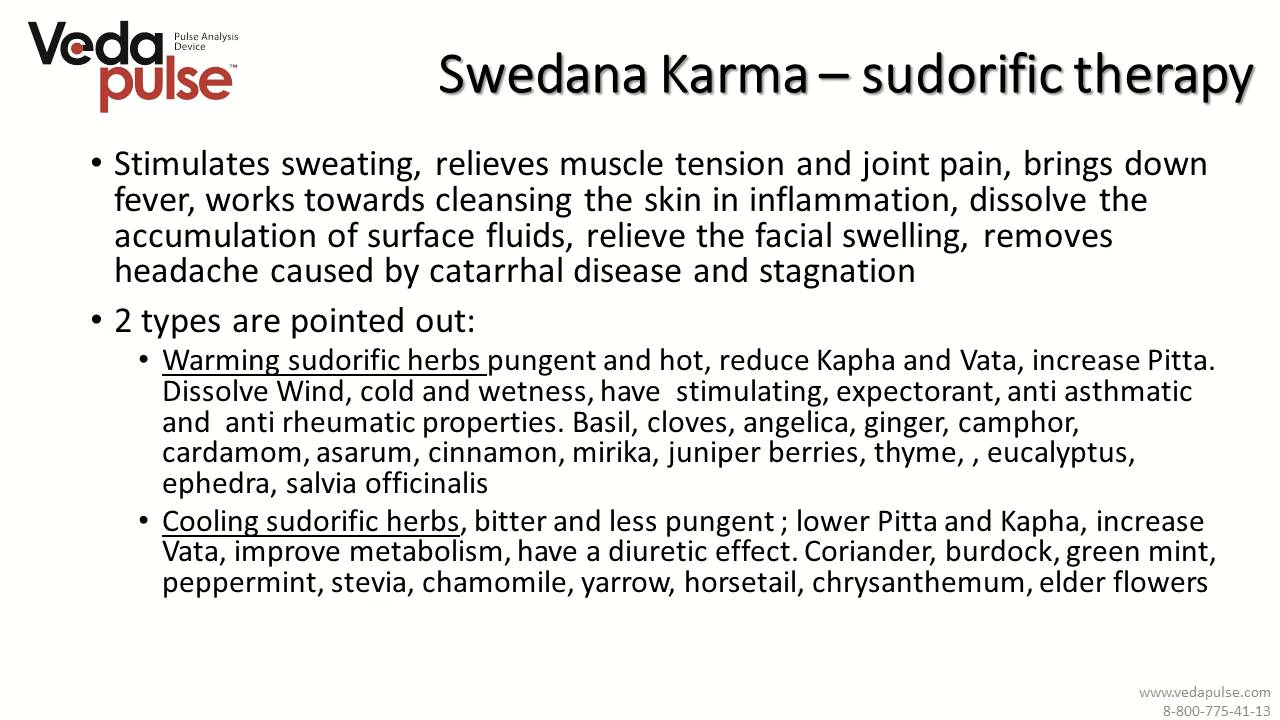 Veda
pulse™
Pulse Analysis
Device
Swedana Karma – sudorific therapy
• Stimulates sweating, relieves muscle tension and joint pain, brings down
fever, works towards cleansing the skin in inflammation, dissolve the
accumulation of surface fluids, relieve the facial swelling, removes
headache caused by catarrhal disease and stagnation
• 2 types are pointed out:
• Warming sudorific herbs pungent and hot, reduce Kapha and Vata, increase Pitta.
Dissolve Wind, cold and wetness, have stimulating, expectorant, anti asthmatic
and anti rheumatic properties. Basil, cloves, angelica, ginger, camphor,
cardamom, asarum, cinnamon, mirika, juniper berries, thyme, , eucalyptus,
ephedra, salvia officinalis
• Cooling sudorific herbs, bitter and less pungent ; lower Pitta and Kapha, increase
Vata, improve metabolism, have a diuretic effect. Coriander, burdock, green mint,
peppermint, stevia, chamomile, yarrow, horsetail, chrysanthemum, elder flowers
www.vedapulse.com
8-800-775-41-13